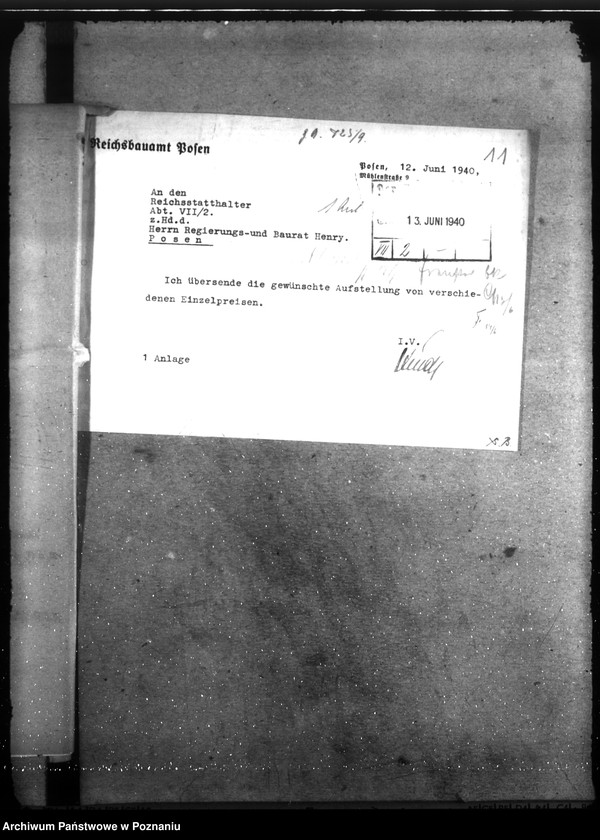 Reichsbauamt Posen
11
Posen, 12. Juni 1940,
Mühlenstraße 9
An den
Reichsstatthalter
Abt. VII/2.
z.Hd.d.
Herrn Regierungs-und Baurat Henry.
Posen
13. JUNI 1940
VII 2
Ich übersende die gewünschte Aufstellung von verschie-
denen Einzelpreisen.
I.V.
1 Anlage
Archiwum Państwowe w Poznaniu